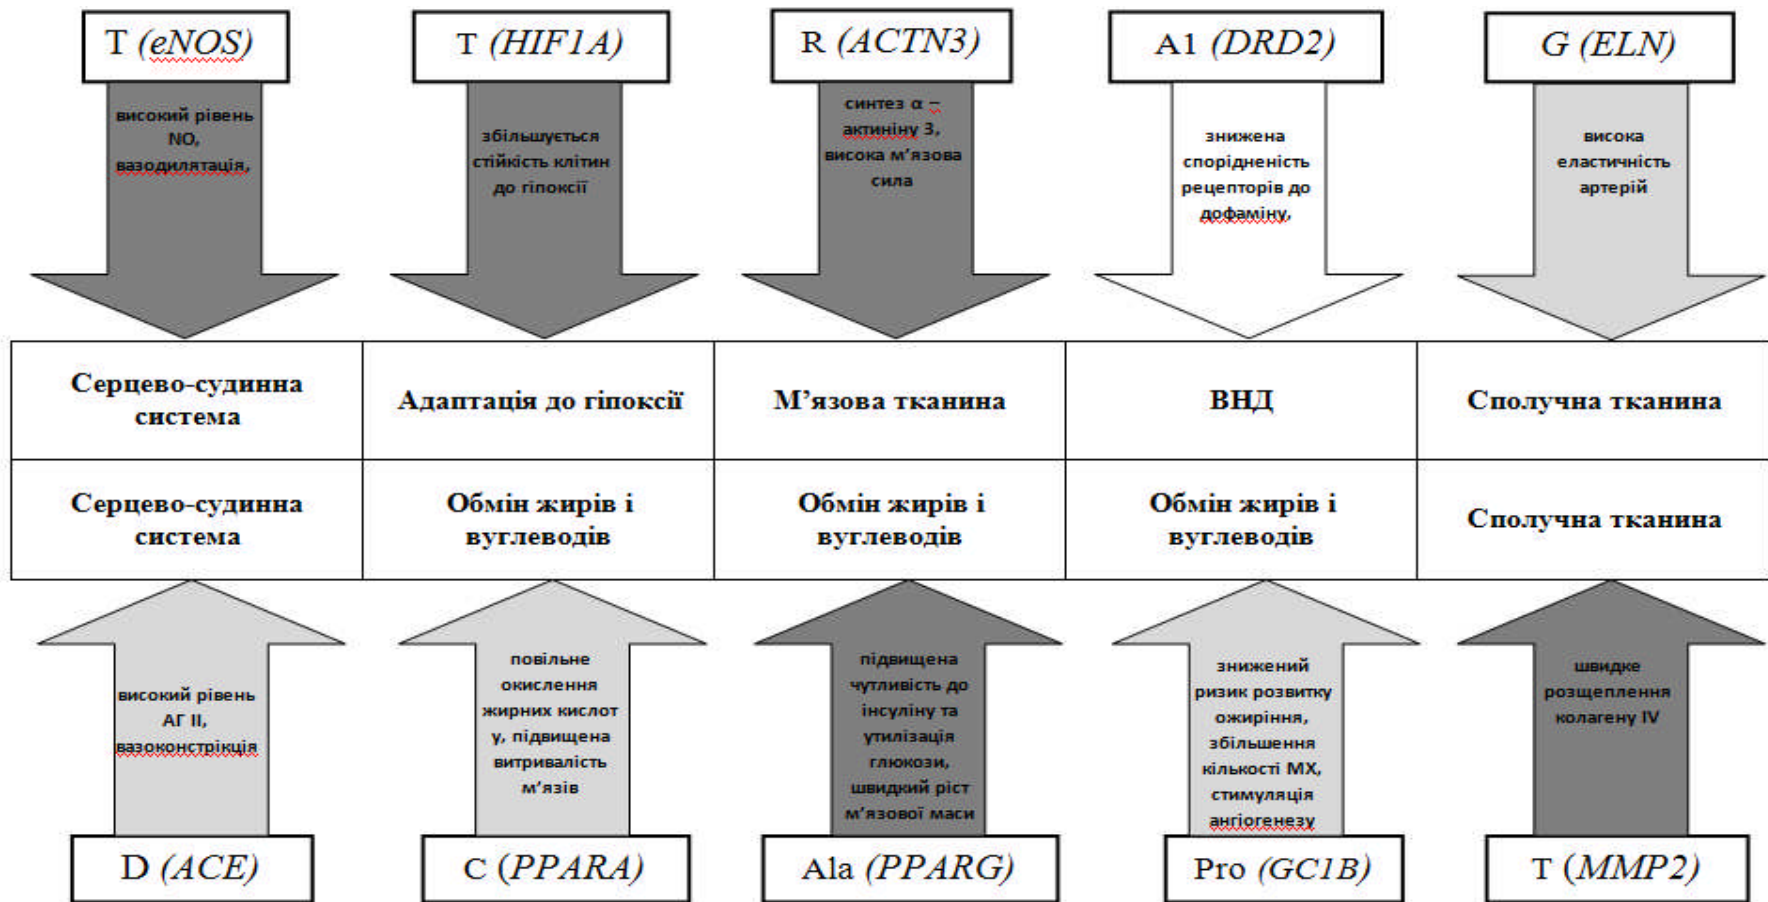 T (eNOS)
T (HIF1A)
R (ACTN3)
A1 (DRD2)
G (ELN)
високий рівень
NO,
вазодилятація,
збільшується
стійкість клітин
до гіпоксії
синтез α –
актиніну 3,
висока м’язова
сила
знижена
спорідненість
рецепторів до
дофаміну,
висока
еластичність
артерій
Серцево-судинна
система
Адаптація до гіпоксії
М’язова тканина
ВНД
Сполучна тканина
Серцево-судинна
система
Обмін жирів і
вуглеводів
Обмін жирів і
вуглеводів
Обмін жирів і
вуглеводів
Сполучна тканина
високий рівень
АГ ІІ,
вазоконстрікція
повільне
окислення
жирних кислот
у, підвищена
витривалість
м’язів
підвищена
чутливість до
інсуліну та
утилізація
глюкози,
швидкий ріст
м’язової маси
знижений
ризик розвитку
ожиріння,
збільшення
кількості МХ,
стимуляція
ангіогенезу
швидке
розщеплення
колагену IV
D (ACE)
C (PPARA)
Ala (PPARG)
Pro (GC1B)
T (MMP2)